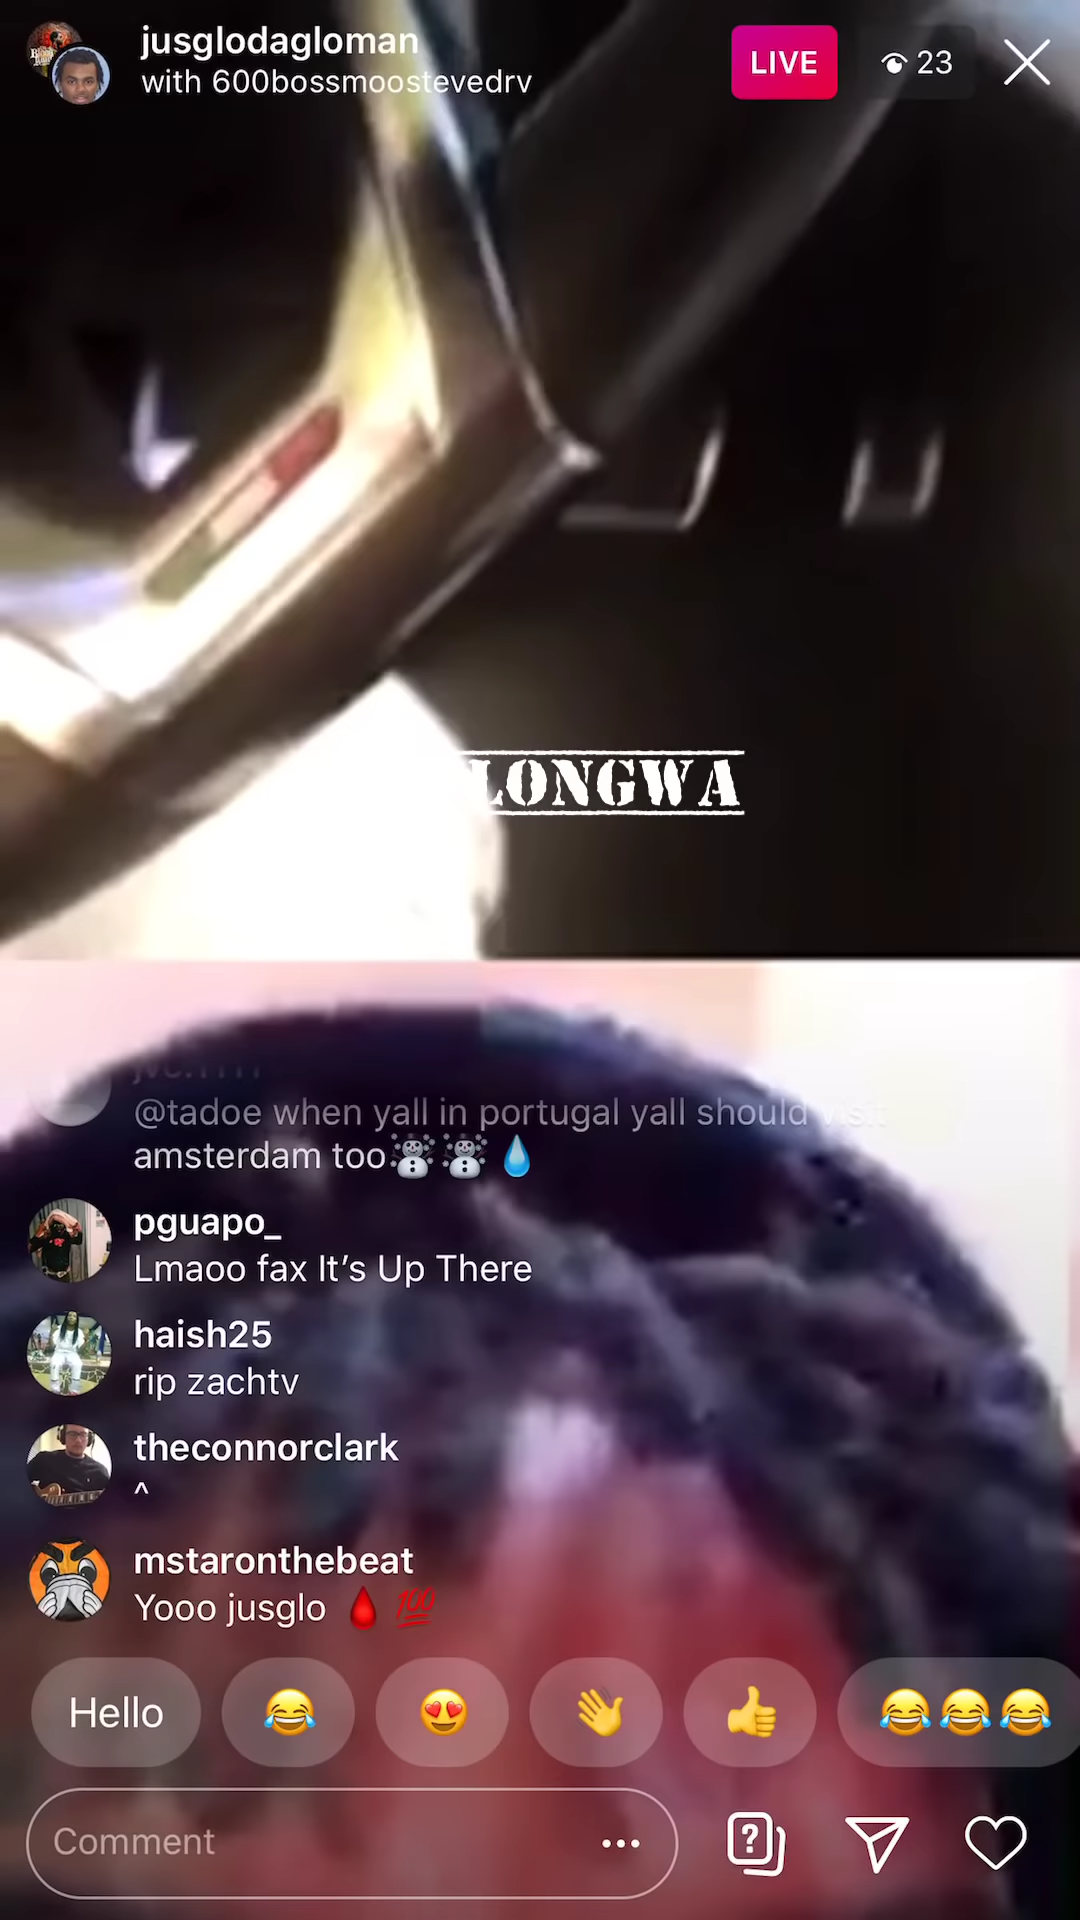 jusglodagloman
with 600bossmoostevedrv
LIVE
23
LONGWA
@tadoe when yall in portugal yall should visit
amsterdam too☃️☃️💧
pguapo_
Lmaoo fax It's Up There
haish25
rip zachtv
theconnorclark
^
mstaronthebeat
Yooo jusglo 🩸💯
Hello
Comment